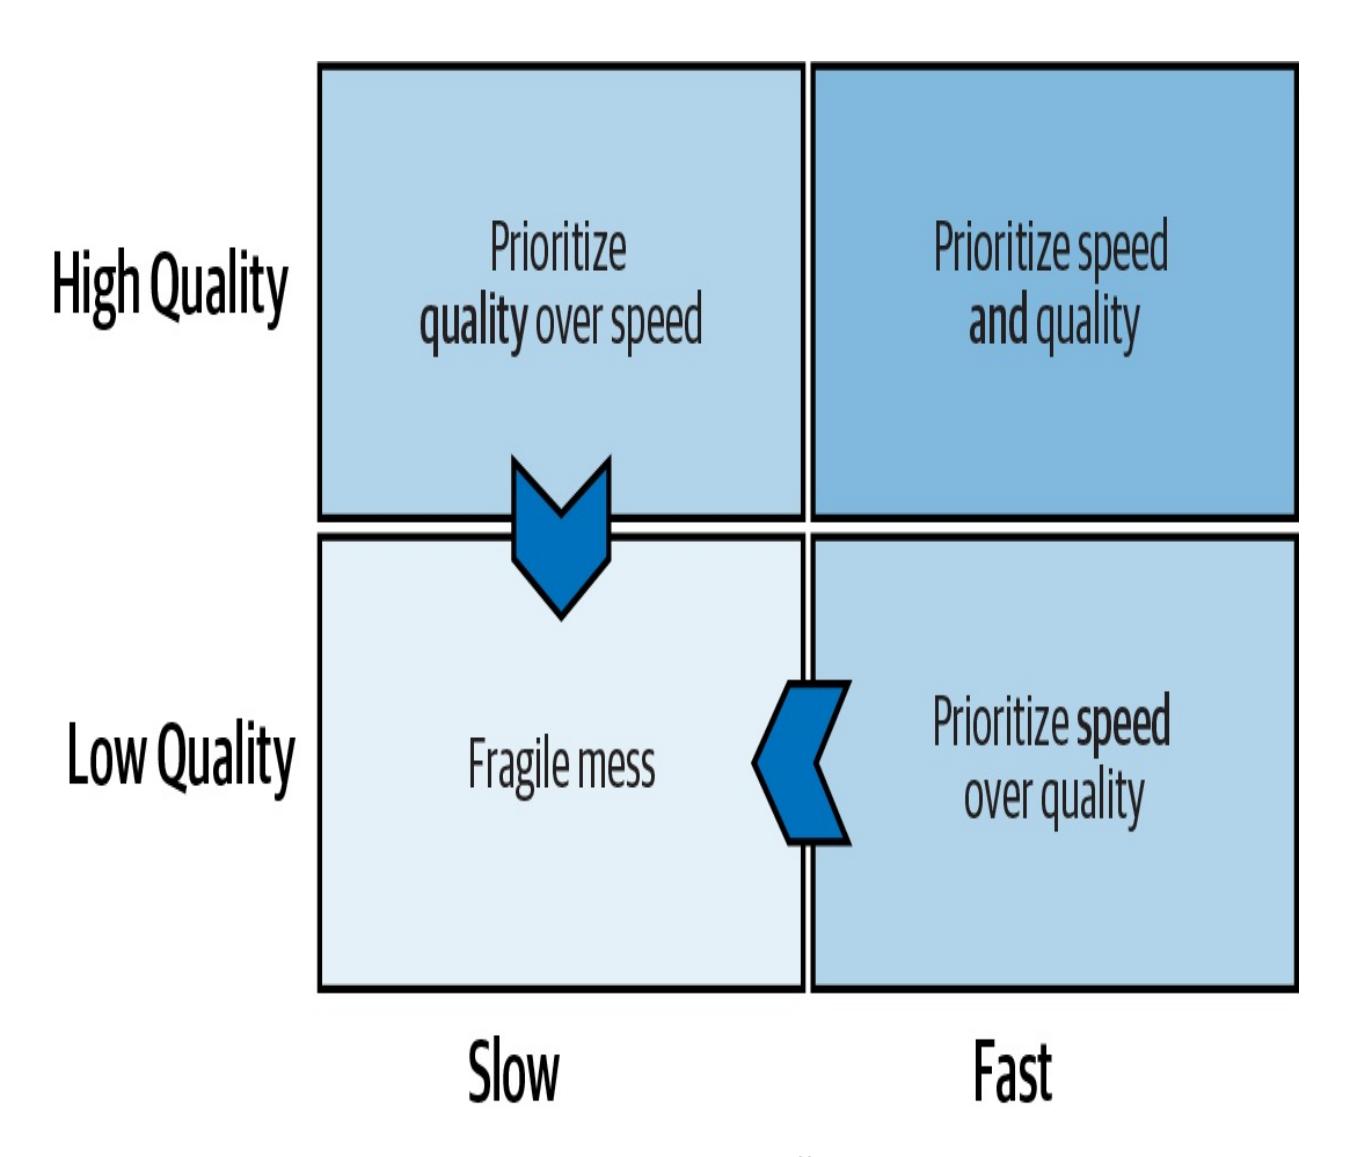 High Quality
Prioritize
quality over speed
Prioritize speed
and quality
Low Quality
Fragile mess
Prioritize speed
over quality
Slow
Fast